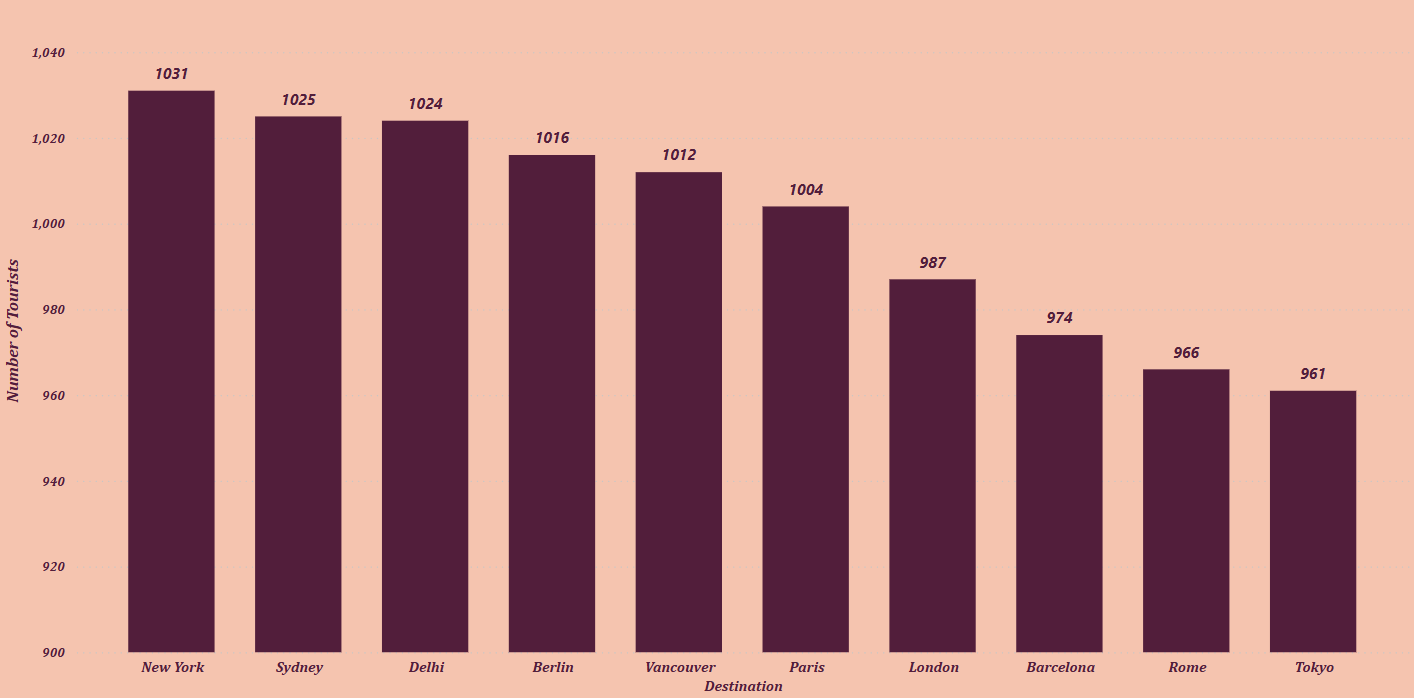 1,040
1,020
1,000
980
960
940
920
900
Number of Tourists
1031
1025
1024
1016
1012
1004
987
974
966
961
New York
Sydney
Delhi
Berlin
Vancouver
Paris
London
Barcelona
Rome
Tokyo
Destination